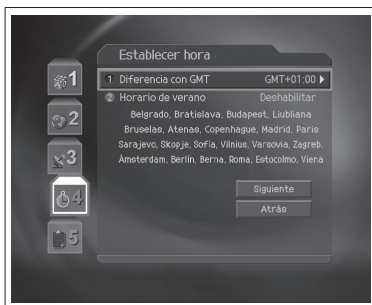 Establecer hora
1 Diferencia con GMT GMT+01:00
2 Horario de verano Deshabilitar
Belgrado, Bratislava, Budapest, Liubliana
Bruselas, Atenas, Copenhague, Madrid, Paris
Sarajevo, Skopje, Sofia, Vilnius, Varsovia, Zagreb.
Ámsterdam, Berlín, Berna, Roma, Estocolmo, Viena
Siguiente
Atrás
1
2
3
4
5